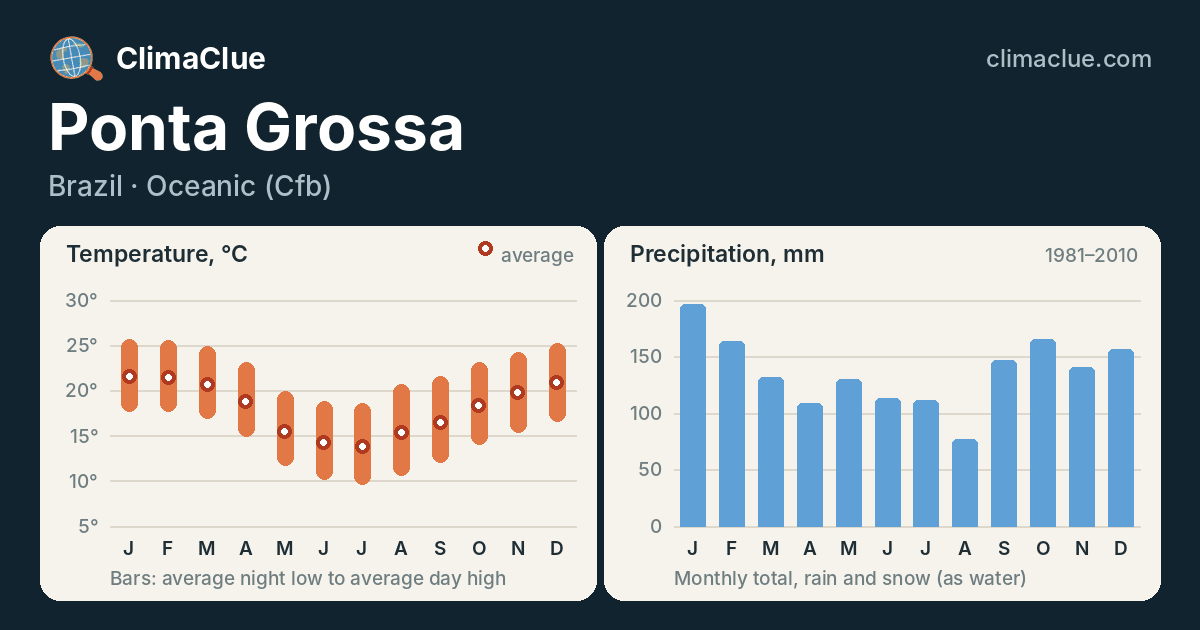 ClimaClue
climaclue.com
Ponta Grossa
Brazil · Oceanic (Cfb)
Temperature, °C
average
30°
25°
20°
15°
10°
5°
J F M A M J J A S O N D
Bars: average night low to average day high
Precipitation, mm
1981–2010
200
150
100
50
0
J F M A M J J A S O N D
Monthly total, rain and snow (as water)